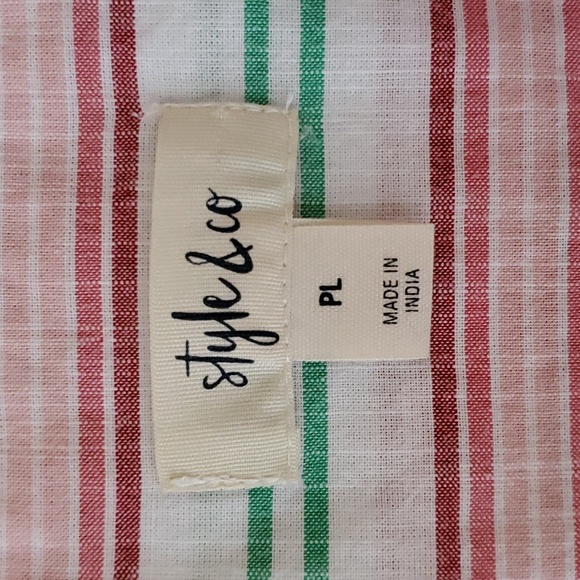 style & co
PL
MADE IN
INDIA